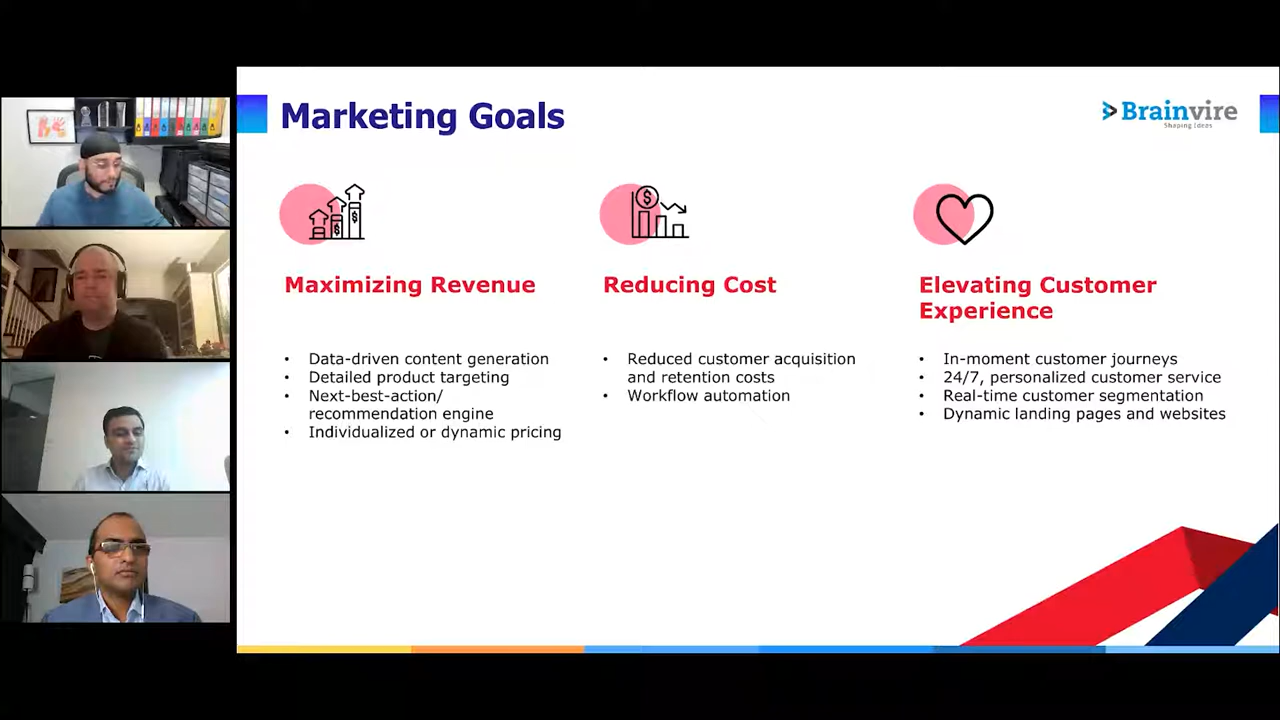 Marketing Goals
Brainvire
Shaping Ideas
Maximizing Revenue
• Data-driven content generation
• Detailed product targeting
• Next-best-action/
recommendation engine
• Individualized or dynamic pricing
Reducing Cost
• Reduced customer acquisition
and retention costs
• Workflow automation
Elevating Customer
Experience
• In-moment customer journeys
• 24/7, personalized customer service
• Real-time customer segmentation
• Dynamic landing pages and websites